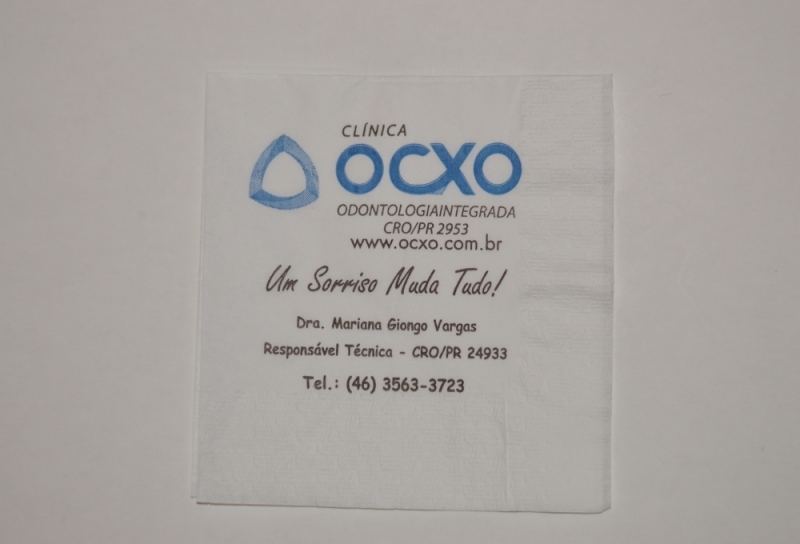 CLÍNICA
OCXO
ODONTOLOGIAINTEGRADA
CRO/PR 2953
www.ocxo.com.br
Um Sorriso Muda Tudo!
Dra. Mariana Giongo Vargas
Responsável Técnica - CRO/PR 24933
Tel.: (46) 3563-3723